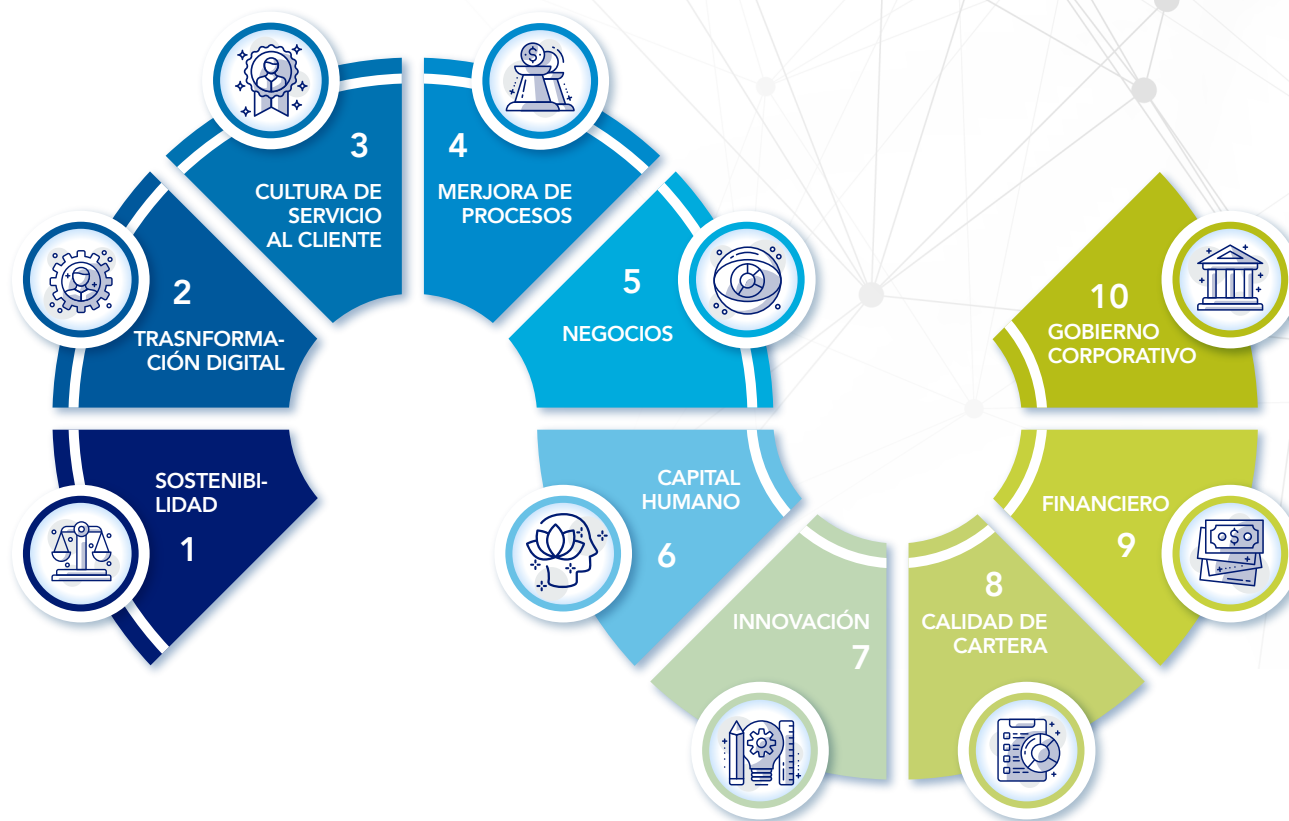 1
SOSTENIBI-
LIDAD
2
TRASNFORMA-
CIÓN DIGITAL
3
CULTURA DE
SERVICIO
AL CLIENTE
4
MERJORA DE
PROCESOS
5
NEGOCIOS
6
CAPITAL
HUMANO
7
INNOVACIÓN
8
CALIDAD DE
CARTERA
9
FINANCIERO
10
GOBIERNO
CORPORATIVO